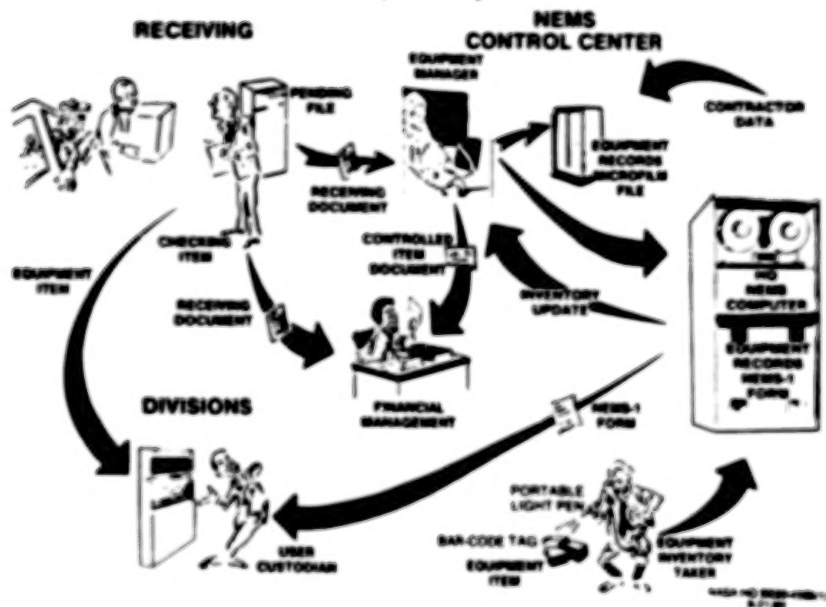 RECEIVING
NEMS
CONTROL CENTER
EQUIPMENT
MANAGER
PENDING
FILE
CONTRACTOR
DATA
RECEIVING
DOCUMENT
EQUIPMENT
RECORDS
MICROFILM
FILE
CHECKING
ITEM
CONTROLLED
ITEM
DOCUMENT
EQUIPMENT
ITEM
RECEIVING
DOCUMENT
INVENTORY
UPDATE
HQ
NEMS
COMPUTER
EQUIPMENT
RECORDS
NEMS-1
FORM
FINANCIAL
MANAGEMENT
DIVISIONS
NEMS-1
FORM
USER
CUSTODIAN
PORTABLE
LIGHT PEN
BAR-CODE TAG
EQUIPMENT
ITEM
EQUIPMENT
INVENTORY
TAKER
NASA HQ